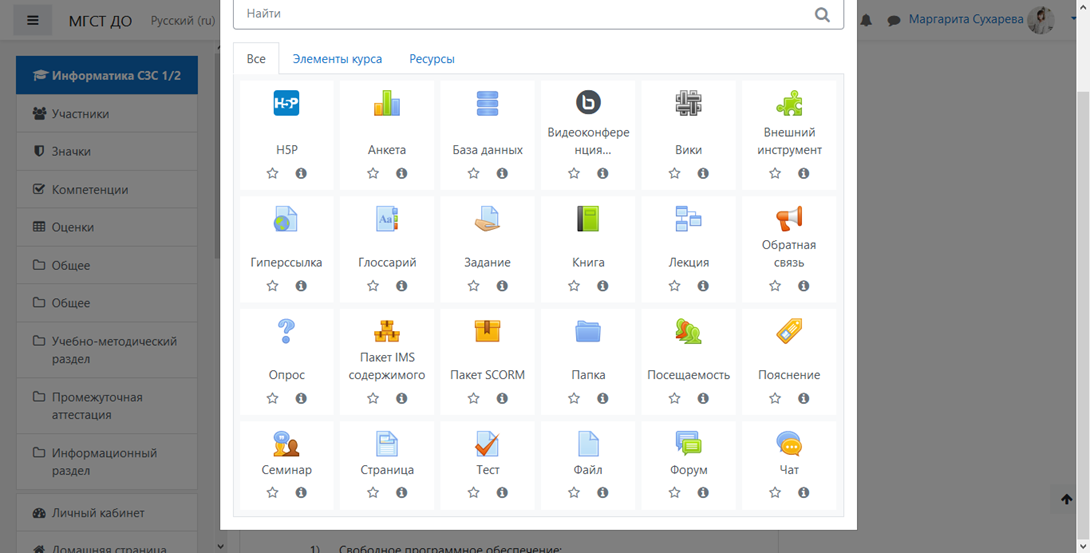 МГСТ ДО
Русский (ru)
Найти
Маргарита Сухарева
Информатика СЗС 1/2
Участники
Значки
Компетенции
Оценки
Общее
Общее
Учебно-методический
раздел
Промежуточная
аттестация
Информационный
раздел
Личный кабинет
Домашняя страница
Все
Элементы курса
Ресурсы
H5P
H5P
Анкета
База данных
b
Видеоконфере
нция...
Вики
Внешний
инструмент
Гиперссылка
Aa
Глоссарий
Задание
Книга
Лекция
Обратная
связь
?
Опрос
Пакет IMS
содержимого
Пакет SCORM
Папка
Посещаемость
Пояснение
Семинар
Страница
Тест
Файл
Форум
Чат
1) Свободное программное обеспечение: